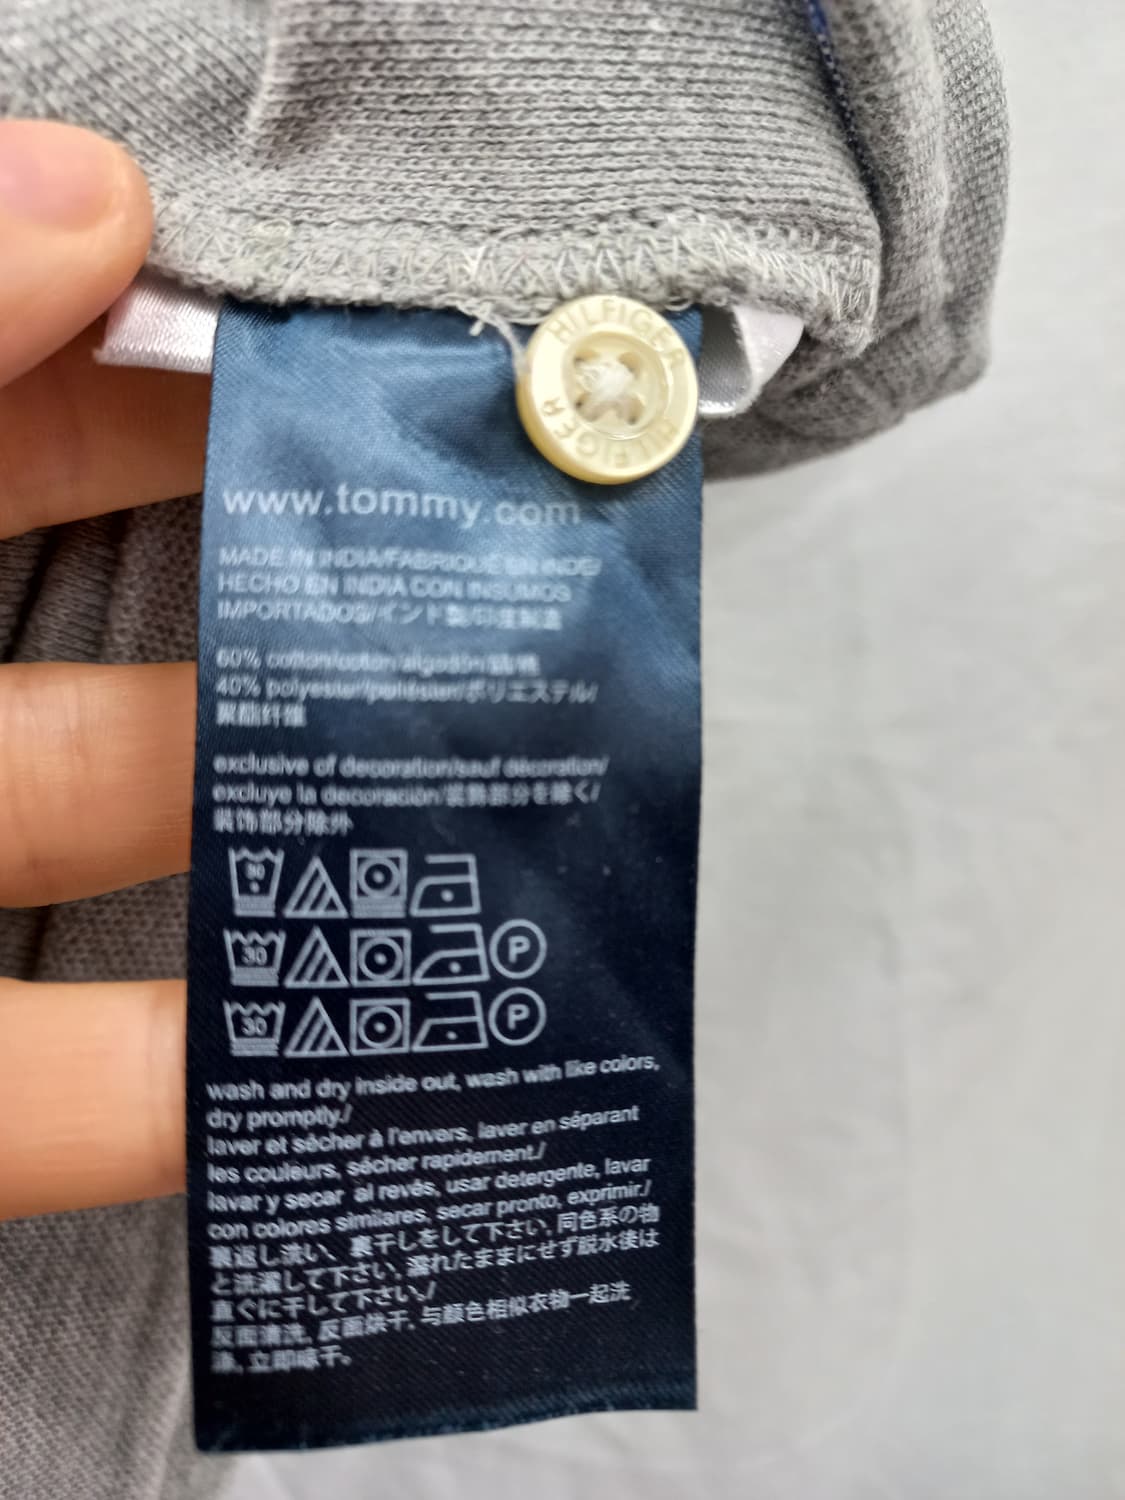 HILFIGER
HILFIGER
www.tommy.com
MADE IN INDIA/FABRIQUE EN INDE/
HECHO EN INDIA CON INSUMOS
IMPORTADOS/インド製/印度制造
60% cotton/coton/algodón/綿/棉
40% polyester/polyester/ポリエステル/
聚酯纤维
exclusive of decoration/sauf décoration/
excluye la decoración/装飾部分を除く/
装饰部分除外
30
30 P
30 P
wash and dry inside out, wash with like colors,
dry promptly./
laver et sécher à l'envers, laver en séparant
les couleurs, sécher rapidement./
lavar y secar al revés, usar detergente, lavar
con colores similares, secar pronto, exprimir./
裏返し洗い、裏干しをして下さい, 同色系の物
と洗濯して下さい, 濡れたままにせず脱水後は
直ぐに干して下さい,/
反面清洗, 反面烘干, 与颜色相似衣物一起洗
涤, 立即晾干。